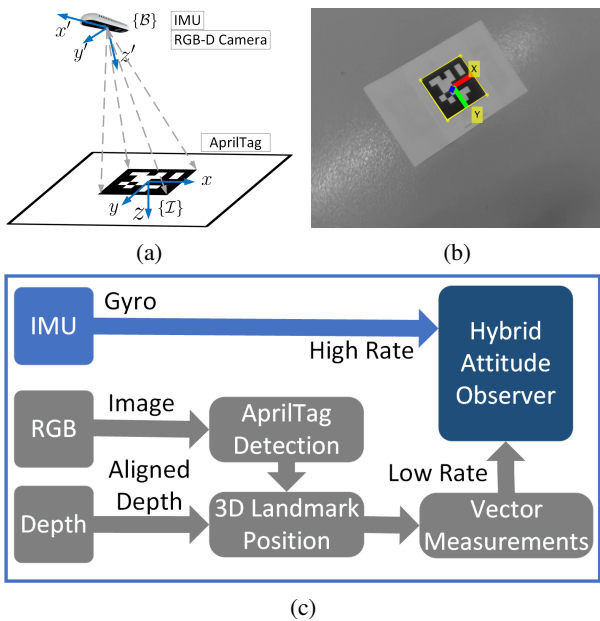 {B}
IMU
RGB-D Camera
x′
y′
z′
AprilTag
x
y
z
{I}
(a)
X
Y
(b)
IMU
Gyro
High Rate
Hybrid
Attitude
Observer
RGB
Image
AprilTag
Detection
Depth
Aligned
Depth
3D Landmark
Position
Low Rate
Vector
Measurements
(c)